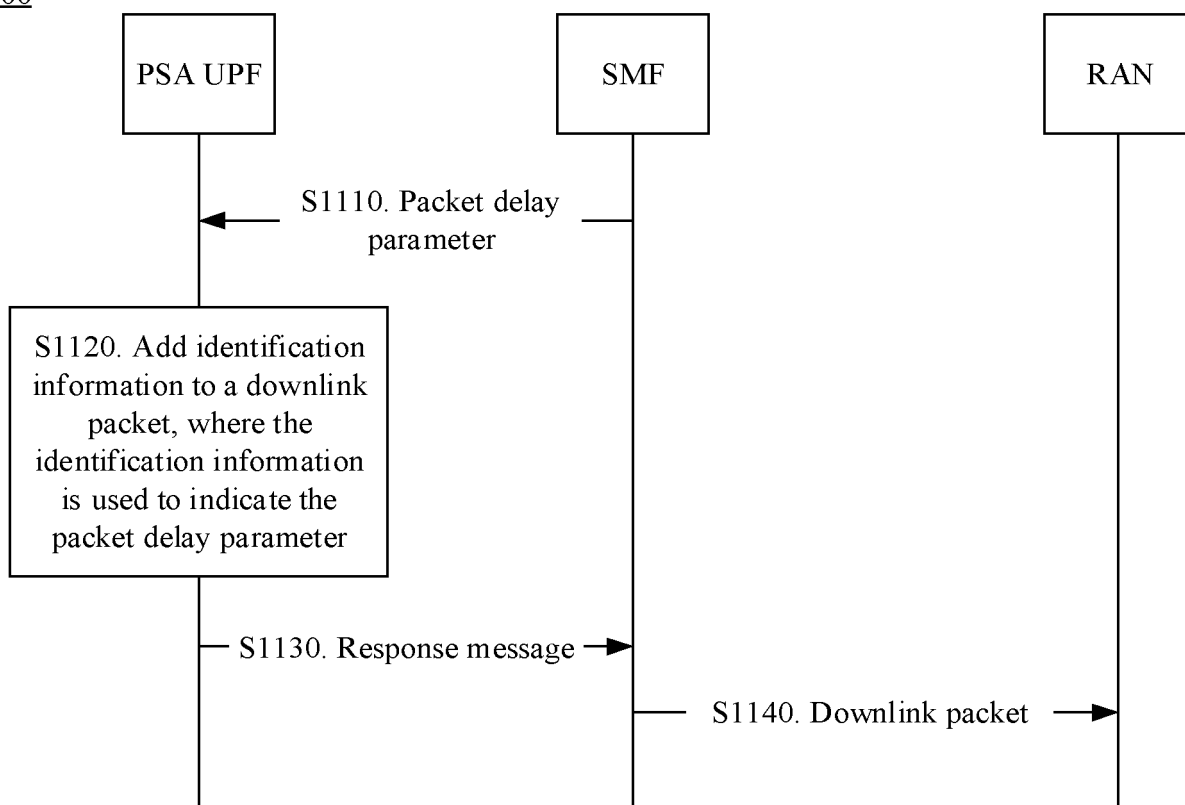 00
PSA UPF
SMF
RAN
S1110. Packet delay
parameter
S1120. Add identification
information to a downlink
packet, where the
identification information
is used to indicate the
packet delay parameter
S1130. Response message
S1140. Downlink packet